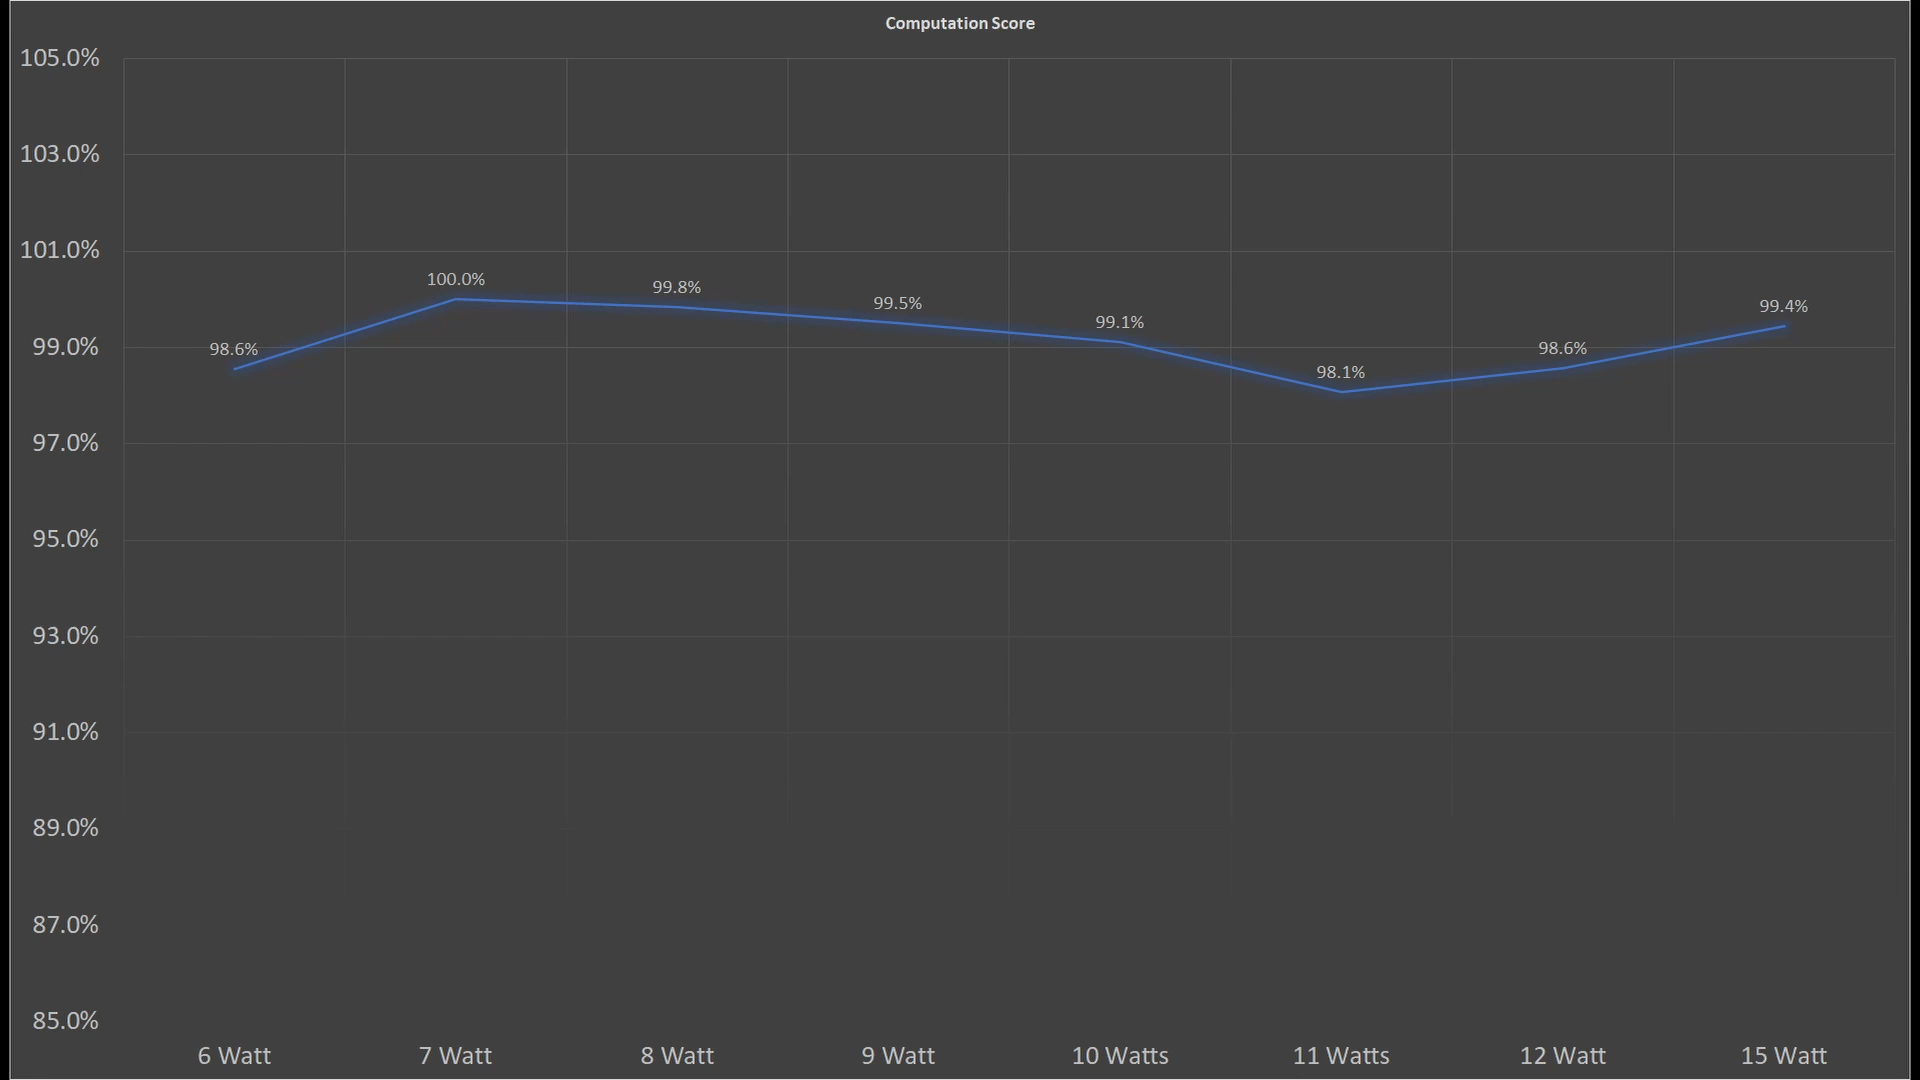 Computation Score
105.0%
103.0%
101.0%
99.0%
97.0%
95.0%
93.0%
91.0%
89.0%
87.0%
85.0%
98.6%
100.0%
99.8%
99.5%
99.1%
98.1%
98.6%
99.4%
6 Watt
7 Watt
8 Watt
9 Watt
10 Watts
11 Watts
12 Watt
15 Watt